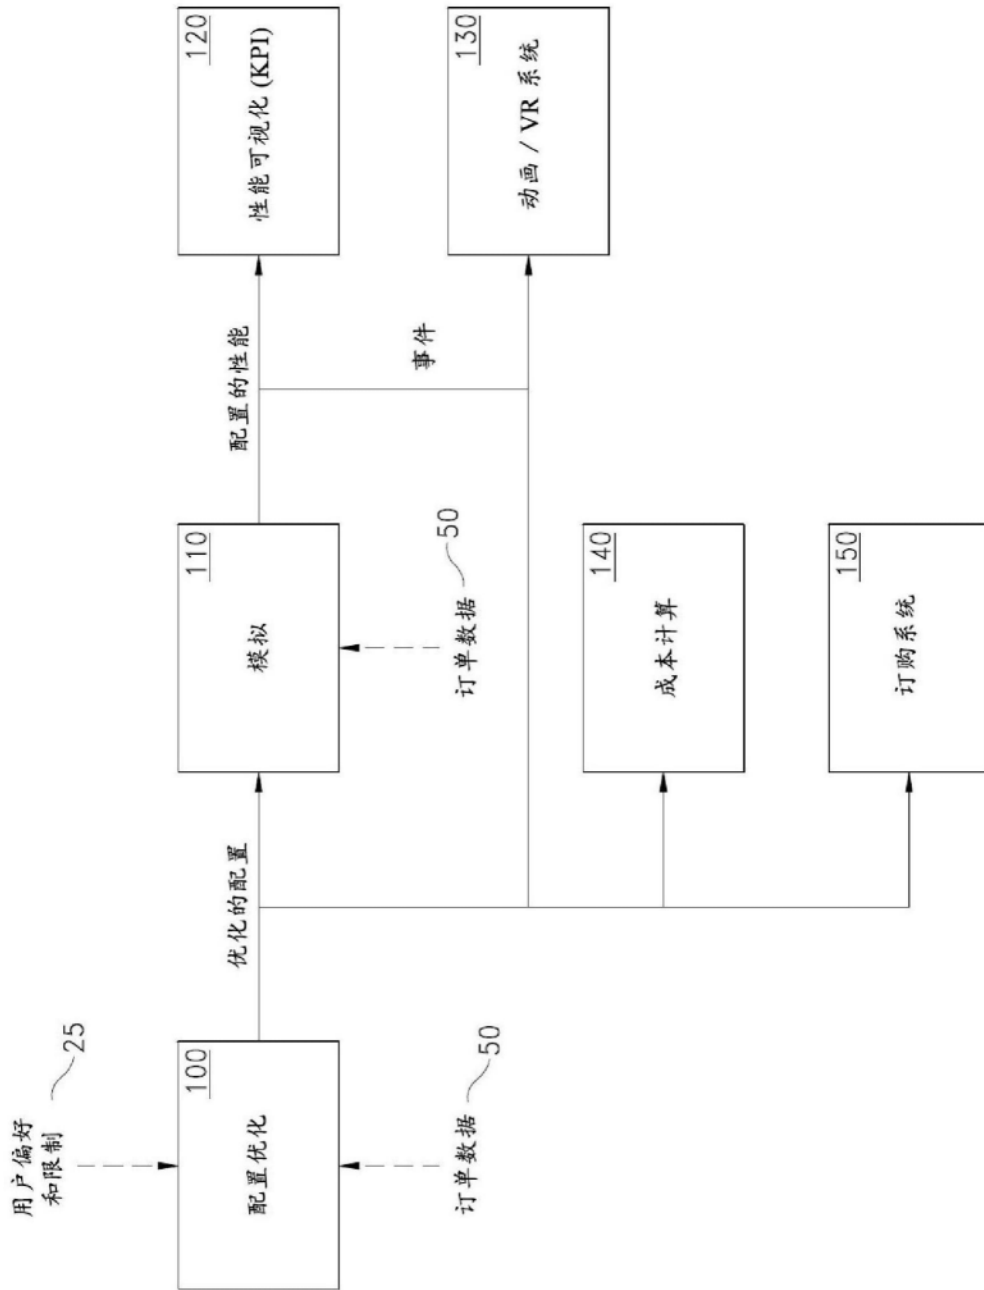 用户偏好
和限制
25
100
配置优化
订单数据
50
优化的配置
110
模拟
订单数据
50
配置的性能
事件
120
性能可视化 (KPI)
130
动画 / VR 系统
140
成本计算
150
订购系统